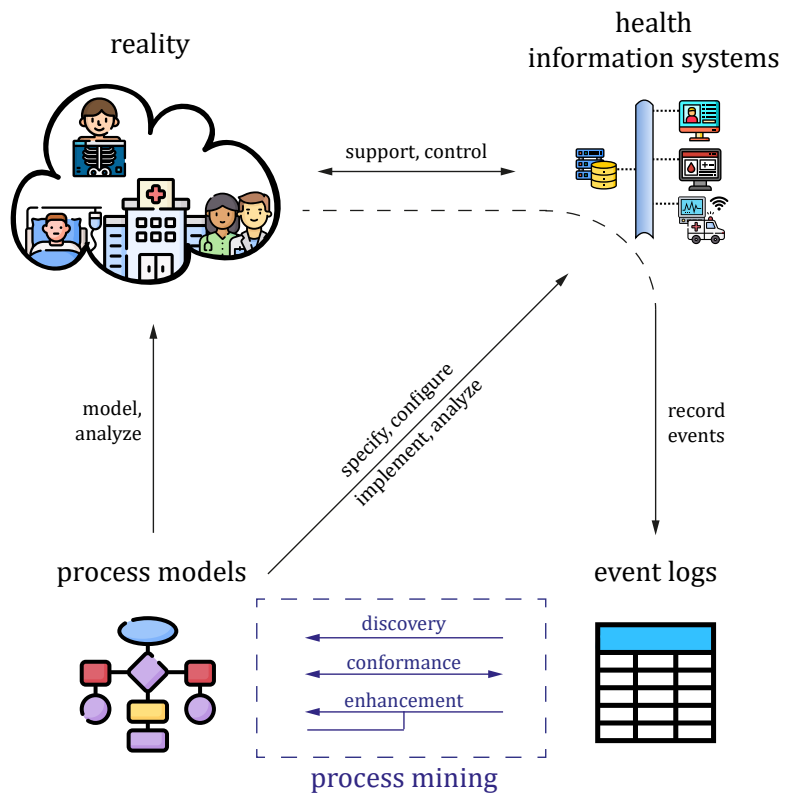 reality
health
information systems
support, control
model,
analyze
specify, configure
implement, analyze
record
events
process models
event logs
discovery
conformance
enhancement
process mining